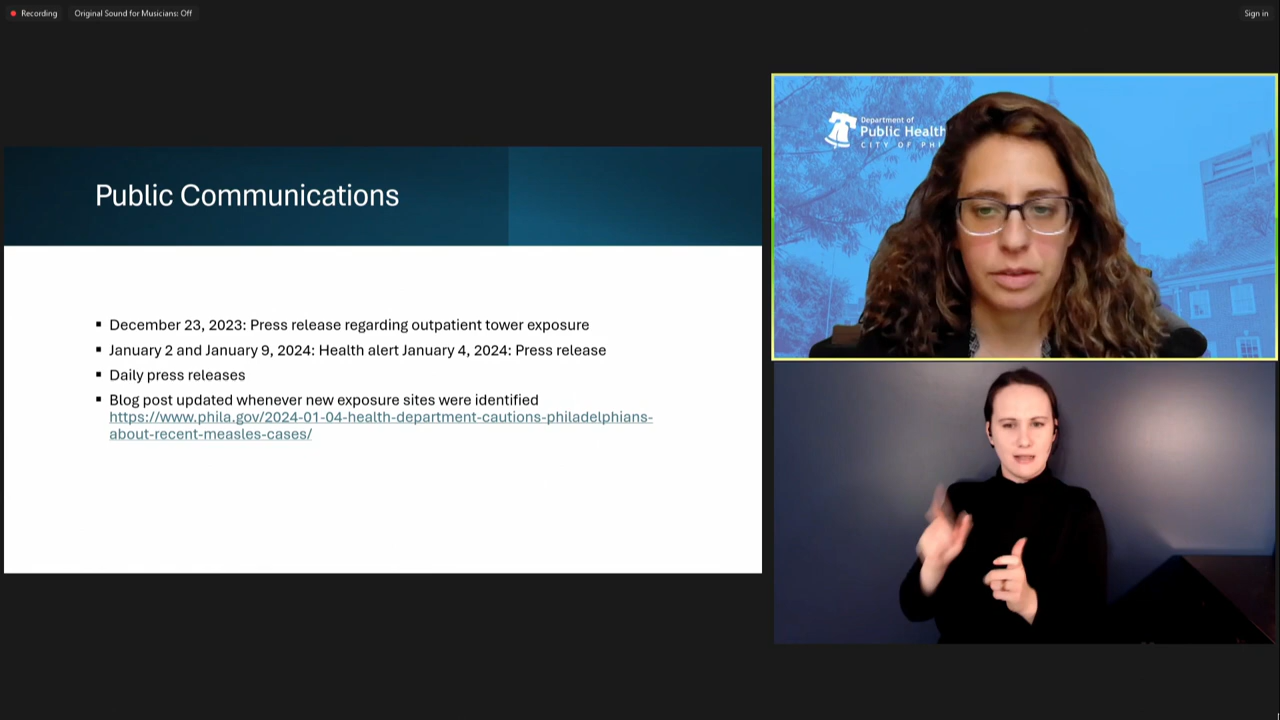 Recording
Original Sound for Musicians: Off
Sign in
Public Communications
December 23, 2023: Press release regarding outpatient tower exposure
January 2 and January 9, 2024: Health alert January 4, 2024: Press release
Daily press releases
Blog post updated whenever new exposure sites were identified
https://www.phila.gov/2024-01-04-health-department-cautions-philadelphians-
about-recent-measles-cases/
Department of
Public Health
CITY OF PHI